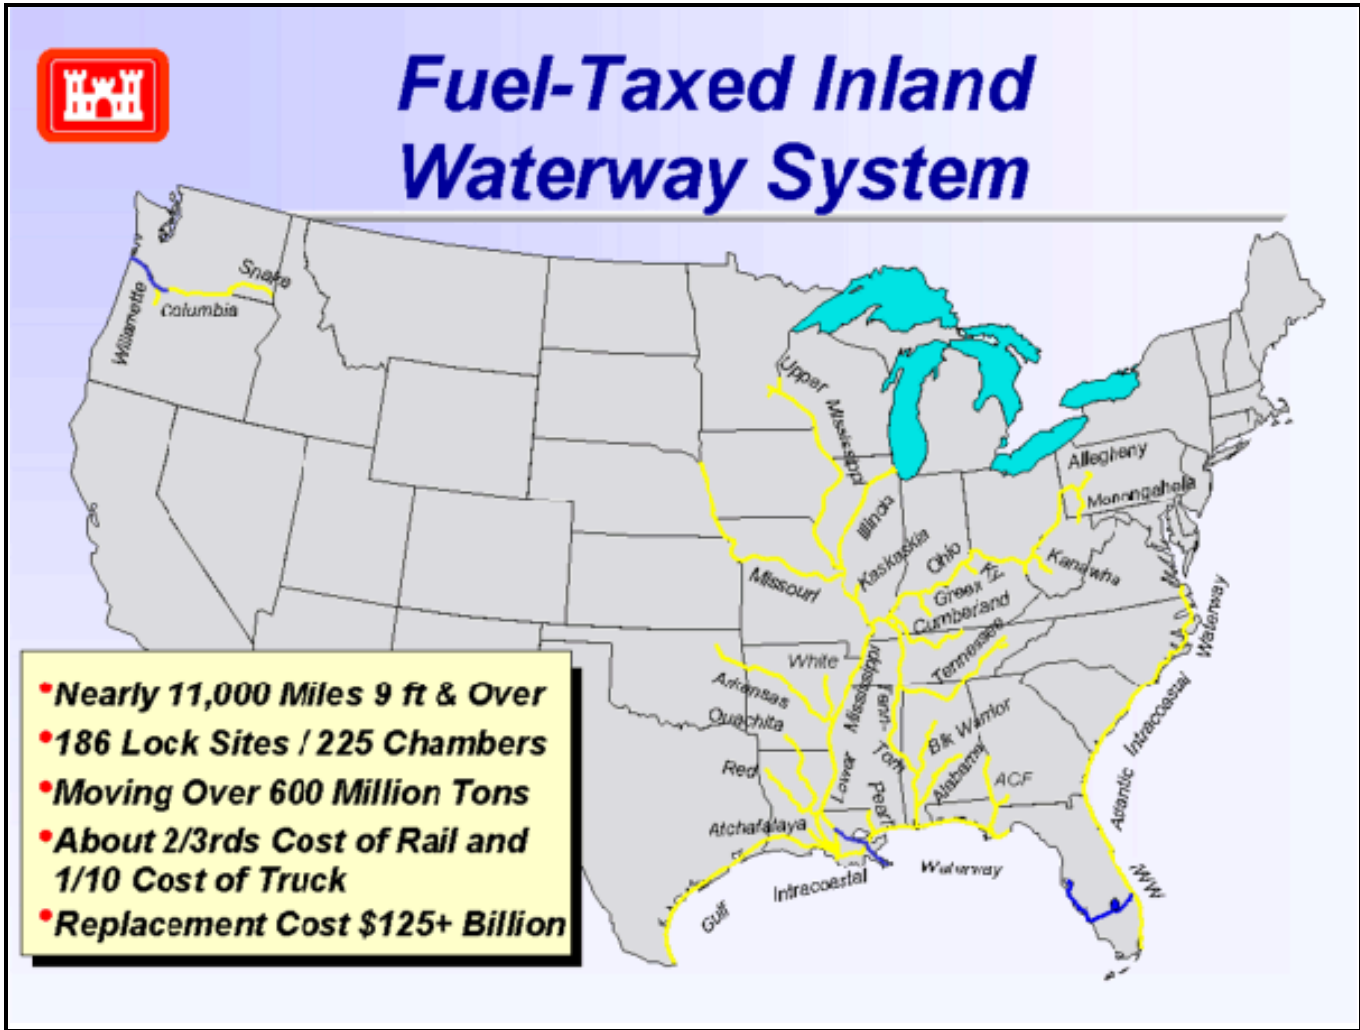 Fuel-Taxed Inland
Waterway System
Snake
Columbia
Willamette
Upper Mississippi
Illinois
Missouri
Kaskaskia
Ohio
Allegheny
Monongahela
Kanawha
Green
Cumberland
Tennessee
White
Arkansas
Ouachita
Red
Atchafalaya
Lower Mississippi
Tenn-Tom
Pearl
Blk Warrior
Alabama
ACF
Gulf Intracoastal Waterway
Atlantic Intracoastal Waterway
IWW
•Nearly 11,000 Miles 9 ft & Over
•186 Lock Sites / 225 Chambers
•Moving Over 600 Million Tons
•About 2/3rds Cost of Rail and
1/10 Cost of Truck
•Replacement Cost $125+ Billion